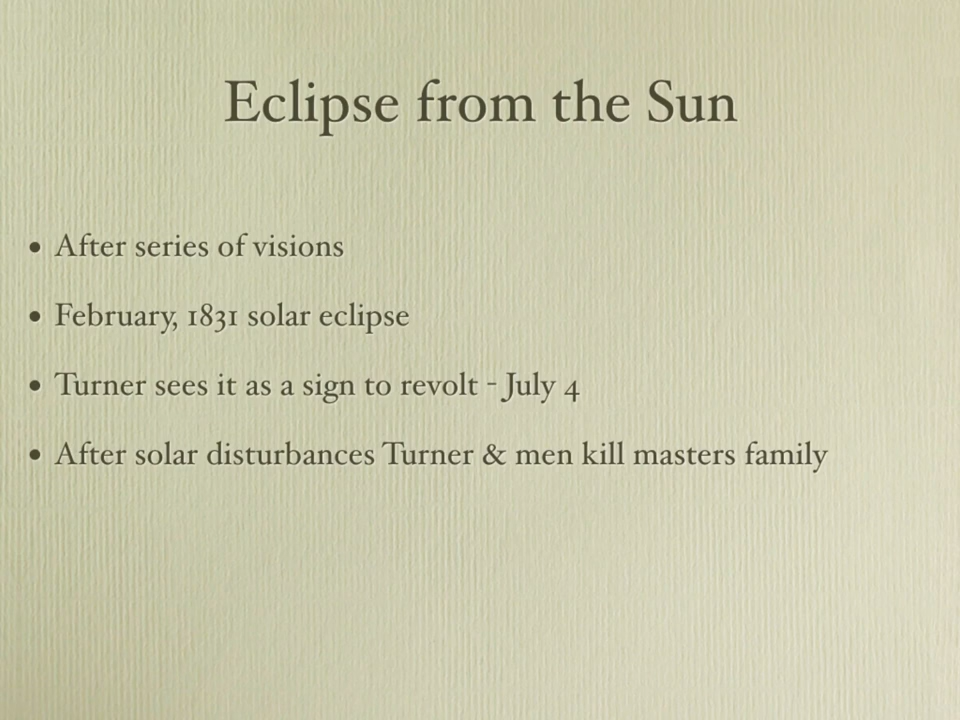 Eclipse from the Sun
• After series of visions
• February, 1831 solar eclipse
• Turner sees it as a sign to revolt - July 4
• After solar disturbances Turner & men kill masters family